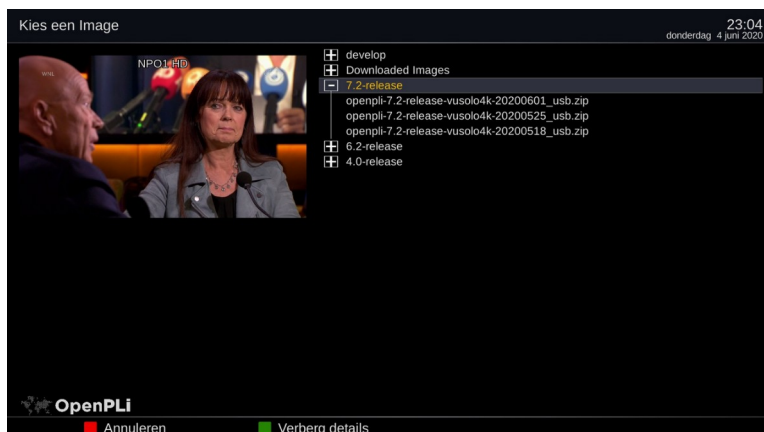 Kies een Image
23:04
donderdag 4 juni 2020
WNL
NPO1 HD
develop
Downloaded Images
7.2-release
openpli-7.2-release-vusolo4k-20200601_usb.zip
openpli-7.2-release-vusolo4k-20200525_usb.zip
openpli-7.2-release-vusolo4k-20200518_usb.zip
6.2-release
4.0-release
OpenPLi
Annuleren
Verberg details